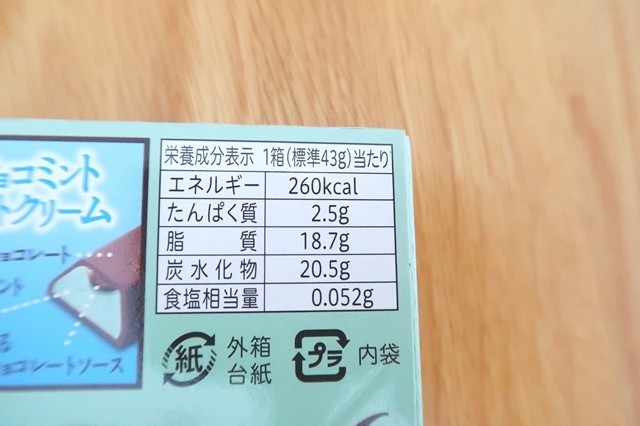 栄養成分表示 1箱(標準43g)当たり
エネルギー 260kcal
たんぱく質 2.5g
脂質 18.7g
炭水化物 20.5g
食塩相当量 0.052g
紙 外箱
台紙
プラ 内袋
ョコミント
トクリーム
ョコレート
ント
ョコレートソース